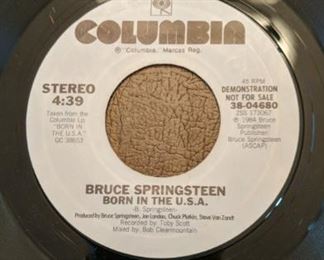 COLUMBIA
® "Columbia," Marcas Reg.
STEREO
4:39
Taken from the
Columbia Lp
"BORN IN
THE U.S.A."
QC 38653
45 RPM
DEMONSTRATION
NOT FOR SALE
38-04680
ZSS 173067
℗ 1984 Bruce
Springsteen
Publisher:
Bruce Springsteen
(ASCAP)
BRUCE SPRINGSTEEN
BORN IN THE U.S.A.
-B. Springsteen-
Produced by: Bruce Springsteen, Jon Landau, Chuck Plotkin, Steve Van Zandt
Recorded by: Toby Scott
Mixed by: Bob Clearmountain